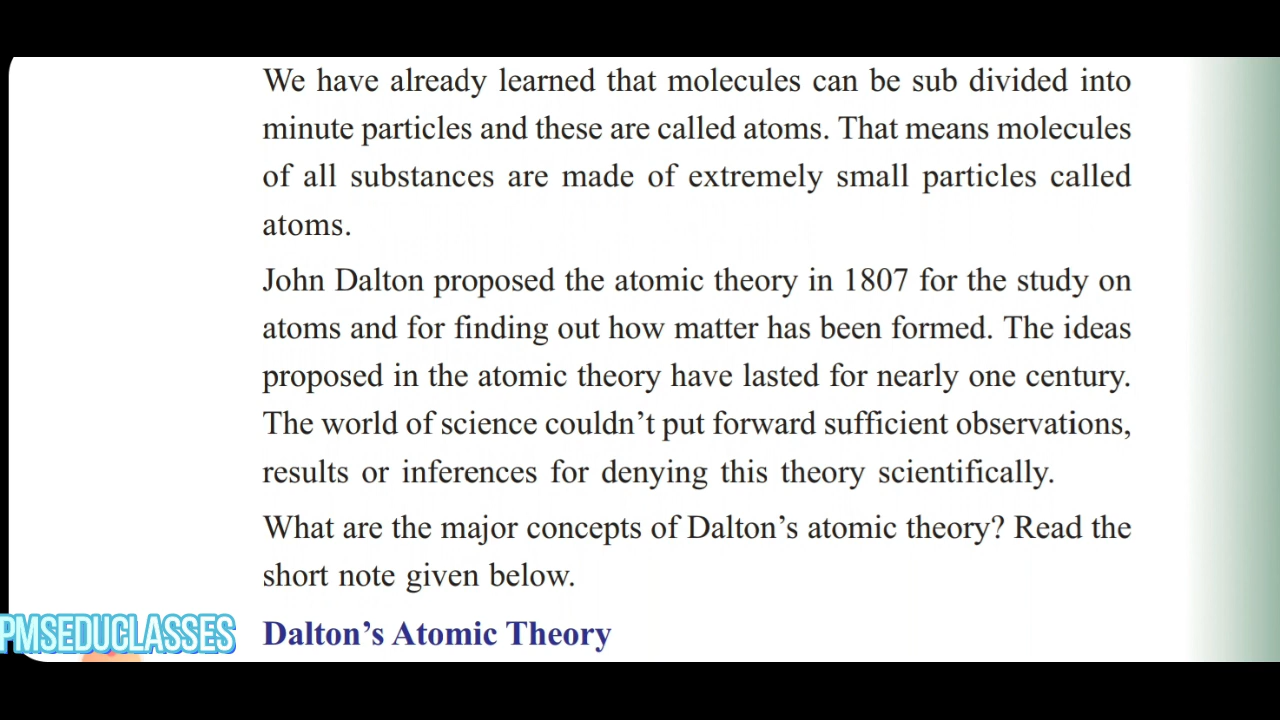 We have already learned that molecules can be sub divided into
minute particles and these are called atoms. That means molecules
of all substances are made of extremely small particles called
atoms.
John Dalton proposed the atomic theory in 1807 for the study on
atoms and for finding out how matter has been formed. The ideas
proposed in the atomic theory have lasted for nearly one century.
The world of science couldn’t put forward sufficient observations,
results or inferences for denying this theory scientifically.
What are the major concepts of Dalton’s atomic theory? Read the
short note given below.
Dalton’s Atomic Theory
PMSEDUCLASSES